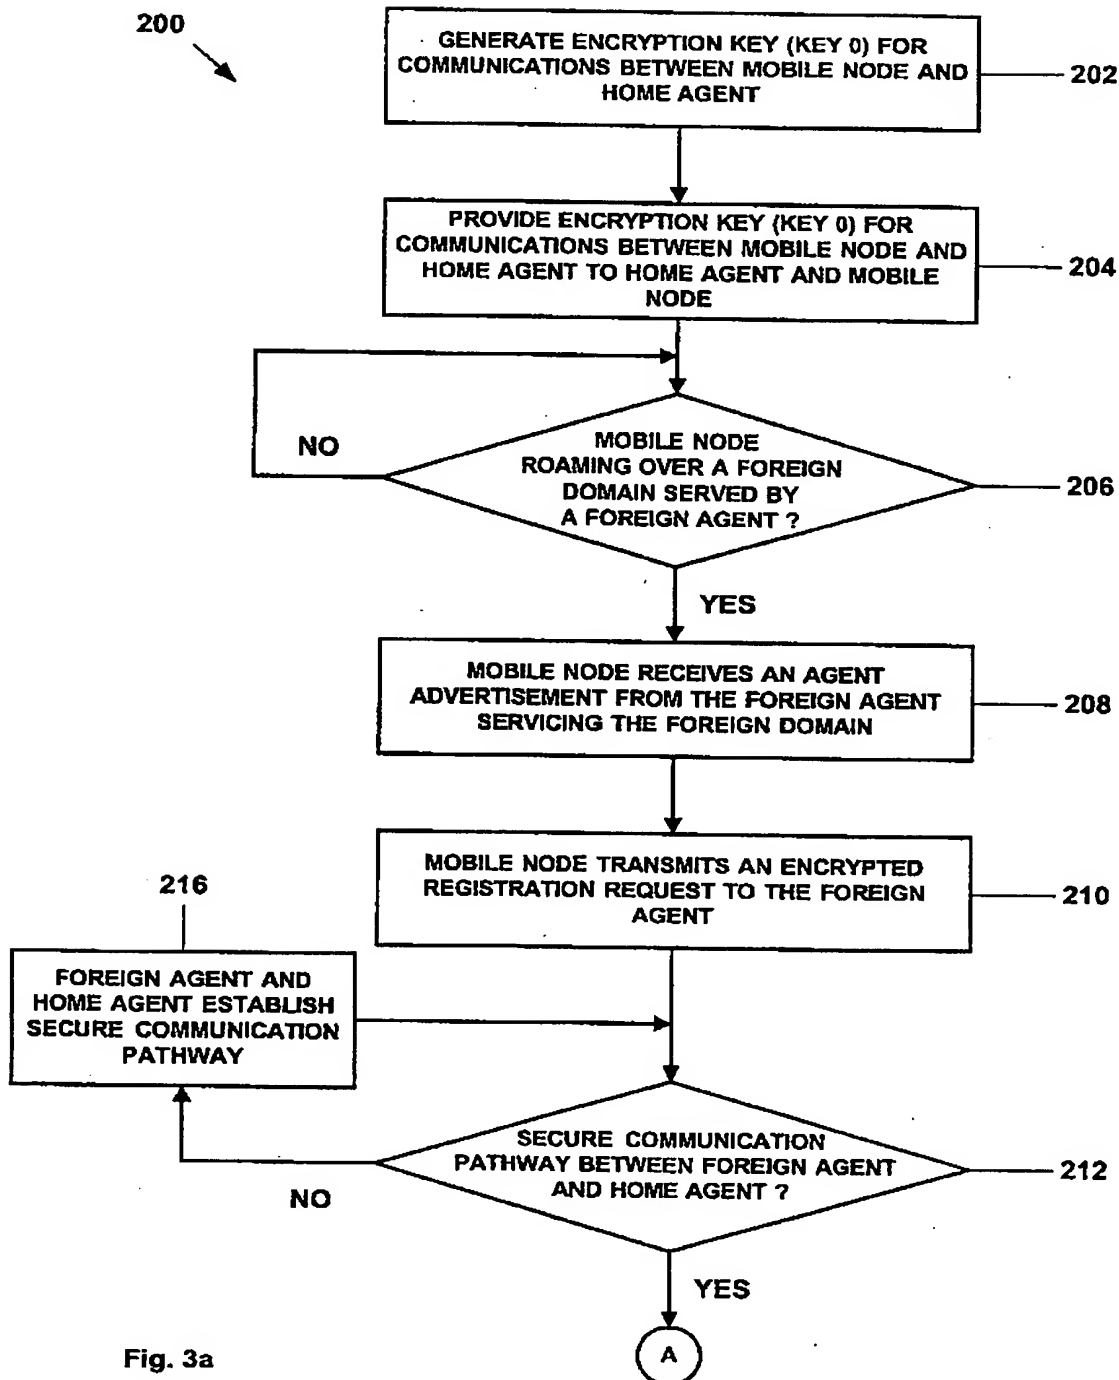 200
GENERATE ENCRYPTION KEY (KEY 0) FOR
COMMUNICATIONS BETWEEN MOBILE NODE AND
HOME AGENT
202
PROVIDE ENCRYPTION KEY (KEY 0) FOR
COMMUNICATIONS BETWEEN MOBILE NODE AND
HOME AGENT TO HOME AGENT AND MOBILE
NODE
204
NO
MOBILE NODE
ROAMING OVER A FOREIGN
DOMAIN SERVED BY
A FOREIGN AGENT ?
206
YES
MOBILE NODE RECEIVES AN AGENT
ADVERTISEMENT FROM THE FOREIGN AGENT
SERVICING THE FOREIGN DOMAIN
208
MOBILE NODE TRANSMITS AN ENCRYPTED
REGISTRATION REQUEST TO THE FOREIGN
AGENT
210
216
FOREIGN AGENT AND
HOME AGENT ESTABLISH
SECURE COMMUNICATION
PATHWAY
SECURE COMMUNICATION
PATHWAY BETWEEN FOREIGN AGENT
AND HOME AGENT ?
212
NO
YES
A
Fig. 3a